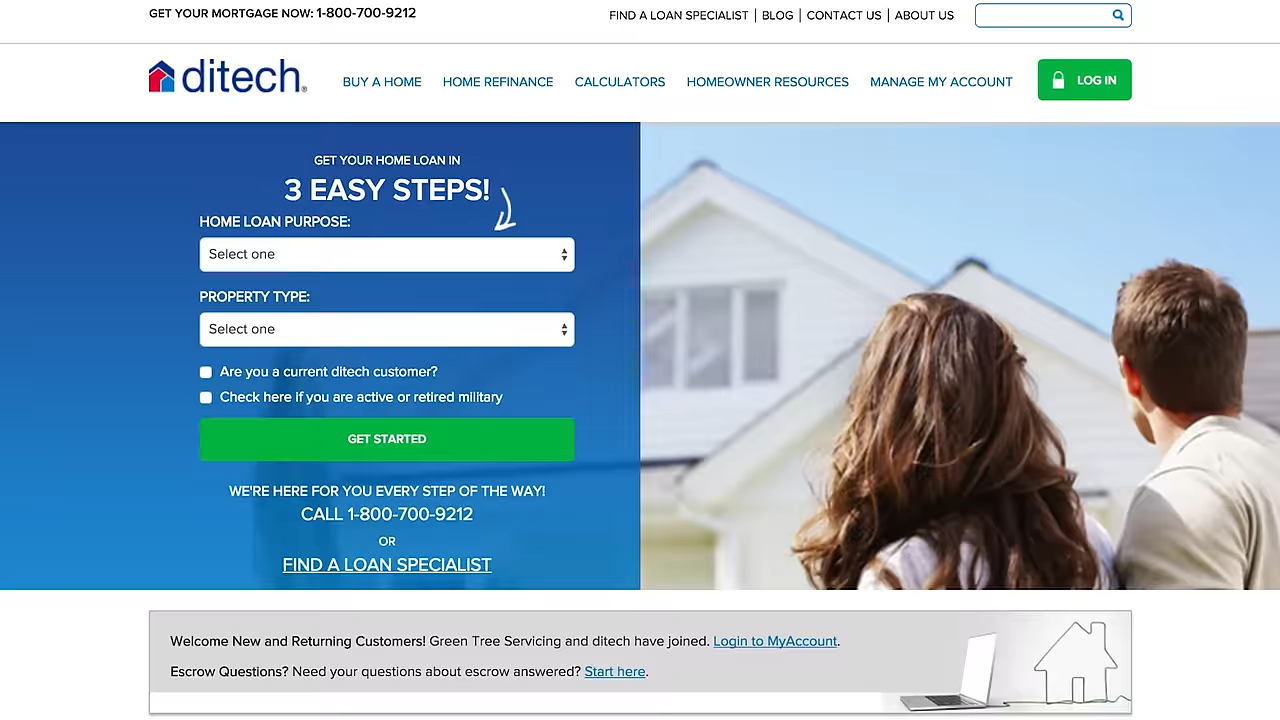 GET YOUR MORTGAGE NOW: 1-800-700-9212
FIND A LOAN SPECIALIST | BLOG | CONTACT US | ABOUT US
ditech®
BUY A HOME HOME REFINANCE CALCULATORS HOMEOWNER RESOURCES MANAGE MY ACCOUNT
LOG IN
GET YOUR HOME LOAN IN
3 EASY STEPS!
HOME LOAN PURPOSE:
Select one
PROPERTY TYPE:
Select one
Are you a current ditech customer?
Check here if you are active or retired military
GET STARTED
WE'RE HERE FOR YOU EVERY STEP OF THE WAY!
CALL 1-800-700-9212
OR
FIND A LOAN SPECIALIST
Welcome New and Returning Customers! Green Tree Servicing and ditech have joined. Login to MyAccount.
Escrow Questions? Need your questions about escrow answered? Start here.